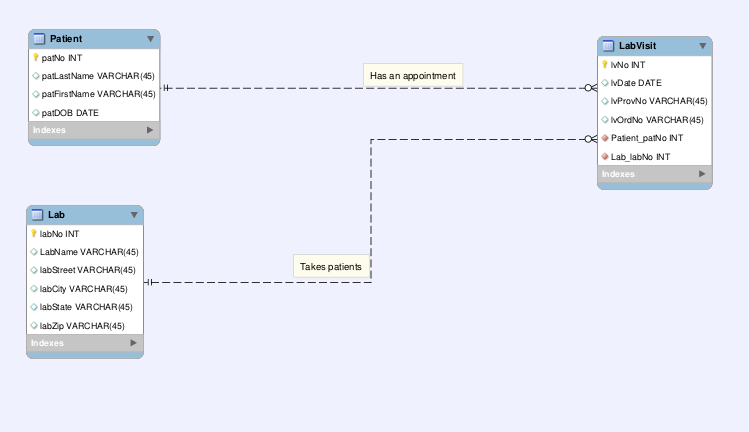 Patient
patNo INT
patLastName VARCHAR(45)
patFirstName VARCHAR(45)
patDOB DATE
Indexes
Has an appointment
LabVisit
lvNo INT
lvDate DATE
lvProvNo VARCHAR(45)
lvOrdNo VARCHAR(45)
Patient_patNo INT
Lab_labNo INT
Indexes
Lab
labNo INT
LabName VARCHAR(45)
labStreet VARCHAR(45)
labCity VARCHAR(45)
labState VARCHAR(45)
labZip VARCHAR(45)
Indexes
Takes patients